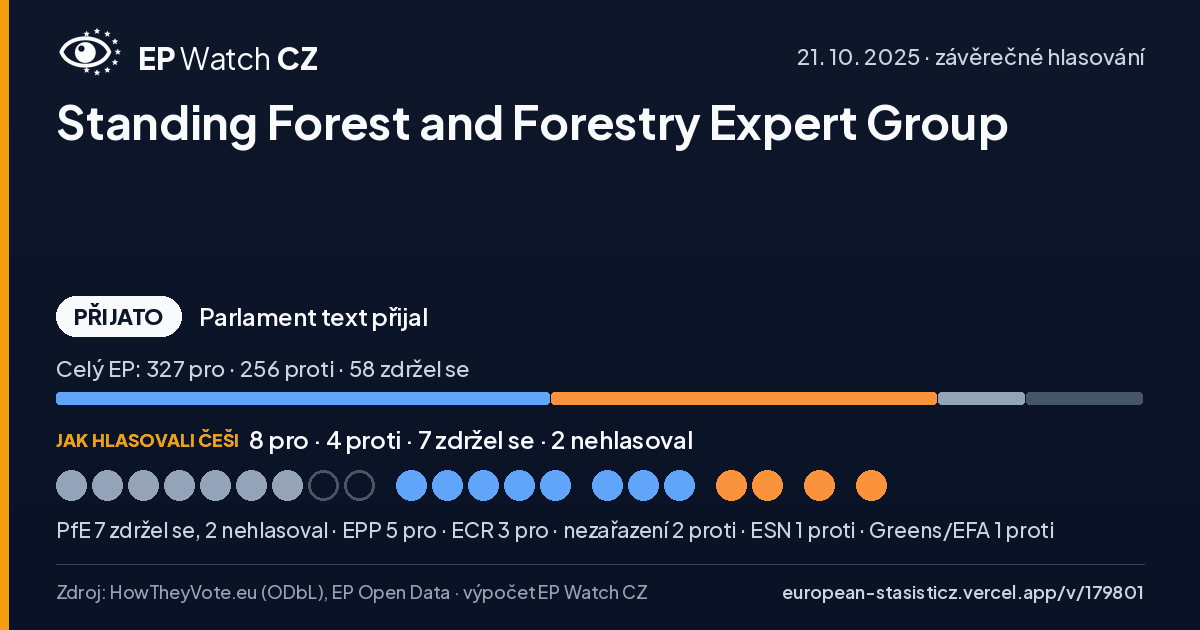 EP Watch CZ
21. 10. 2025 · závěrečné hlasování
Standing Forest and Forestry Expert Group
PŘIJATO Parlament text přijal
Celý EP: 327 pro · 256 proti · 58 zdržel se
JAK HLASOVALI ČEŠI 8 pro · 4 proti · 7 zdržel se · 2 nehlasoval
PfE 7 zdržel se, 2 nehlasoval · EPP 5 pro · ECR 3 pro · nezařazení 2 proti · ESN 1 proti · Greens/EFA 1 proti
Zdroj: HowTheyVote.eu (ODbL), EP Open Data · výpočet EP Watch CZ
european-stasisticz.vercel.app/v/179801